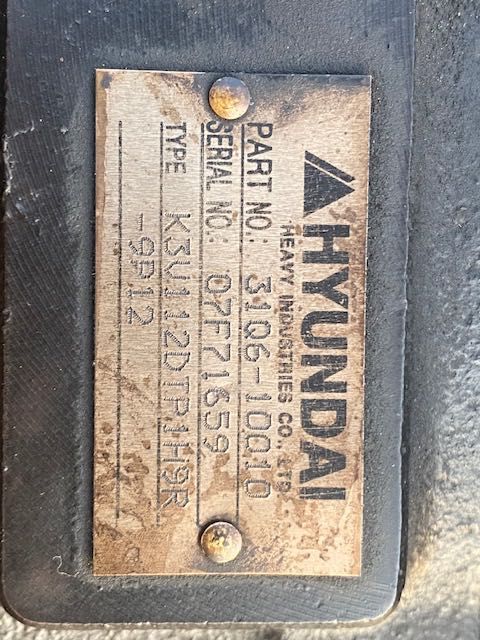 HYUNDAI
HEAVY INDUSTRIES CO. LTD.
PART NO: 31Q6-10010
SERIAL NO: 07F71659
TYPE K3V112DTP1H9R
-9P12